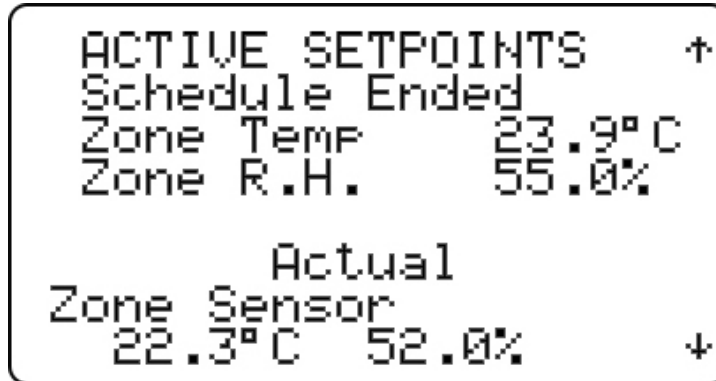 ACTIVE SETPOINTS ↑
Schedule Ended
Zone Temp 23.9°C
Zone R.H. 55.0%
Actual
Zone Sensor
22.3°C 52.0% ↓